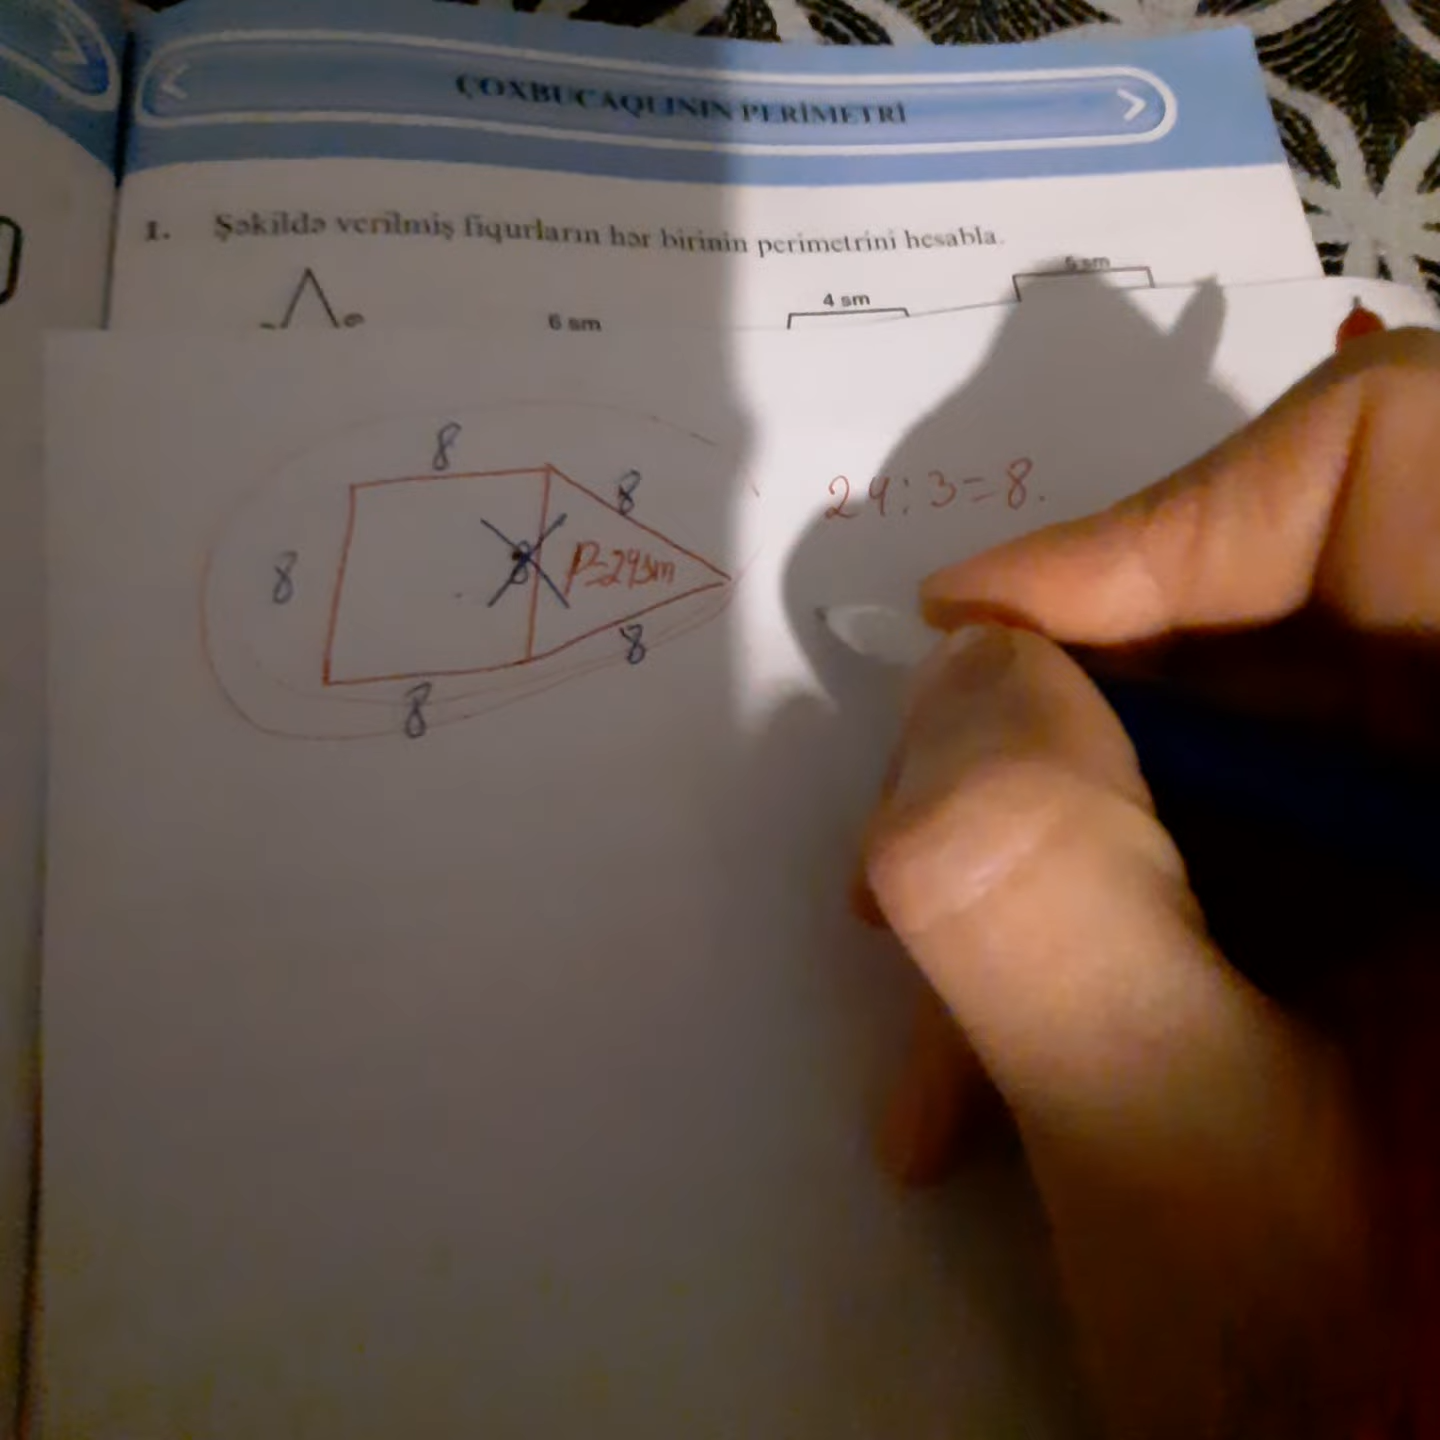 ÇOXBUCAQLININ PERİMETRİ
1. Şəkildə verilmiş fiqurların hər birinin perimetrini hesabla.
5 sm
4 sm
6 sm
8
8
24:3=8.
8
8
P=24sm
8
8